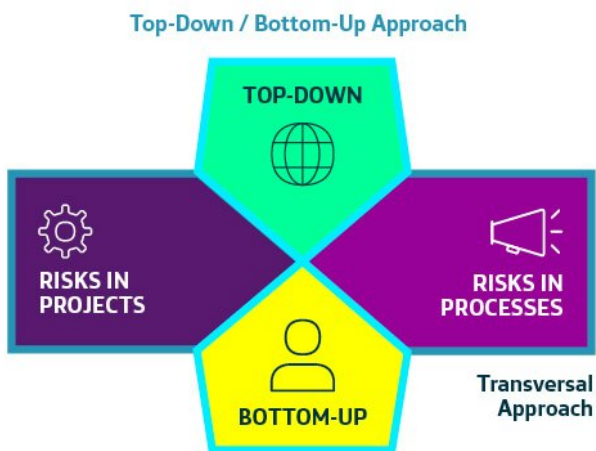 Top-Down / Bottom-Up Approach
TOP-DOWN
RISKS IN
PROJECTS
RISKS IN
PROCESSES
BOTTOM-UP
Transversal
Approach